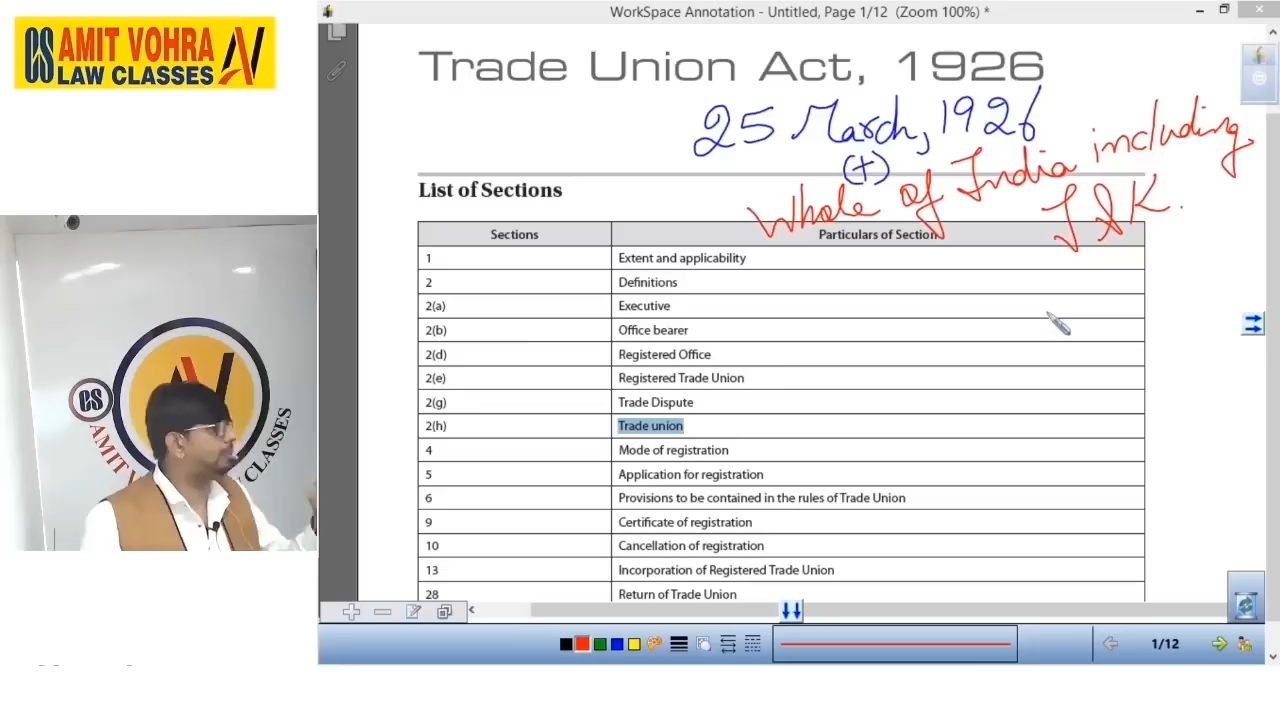 CS AMIT VOHRA LAW CLASSES
WorkSpace Annotation - Untitled, Page 1/12 (Zoom 100%) *
Trade Union Act, 1926
25 March, 1926
(+)
Whole of India including
J & K.
List of Sections
Sections Particulars of Section
1 Extent and applicability
2 Definitions
2(a) Executive
2(b) Office bearer
2(d) Registered Office
2(e) Registered Trade Union
2(g) Trade Dispute
2(h) Trade union
4 Mode of registration
5 Application for registration
6 Provisions to be contained in the rules of Trade Union
9 Certificate of registration
10 Cancellation of registration
13 Incorporation of Registered Trade Union
28 Return of Trade Union
CS
AMIT V
CLASSES
1/12